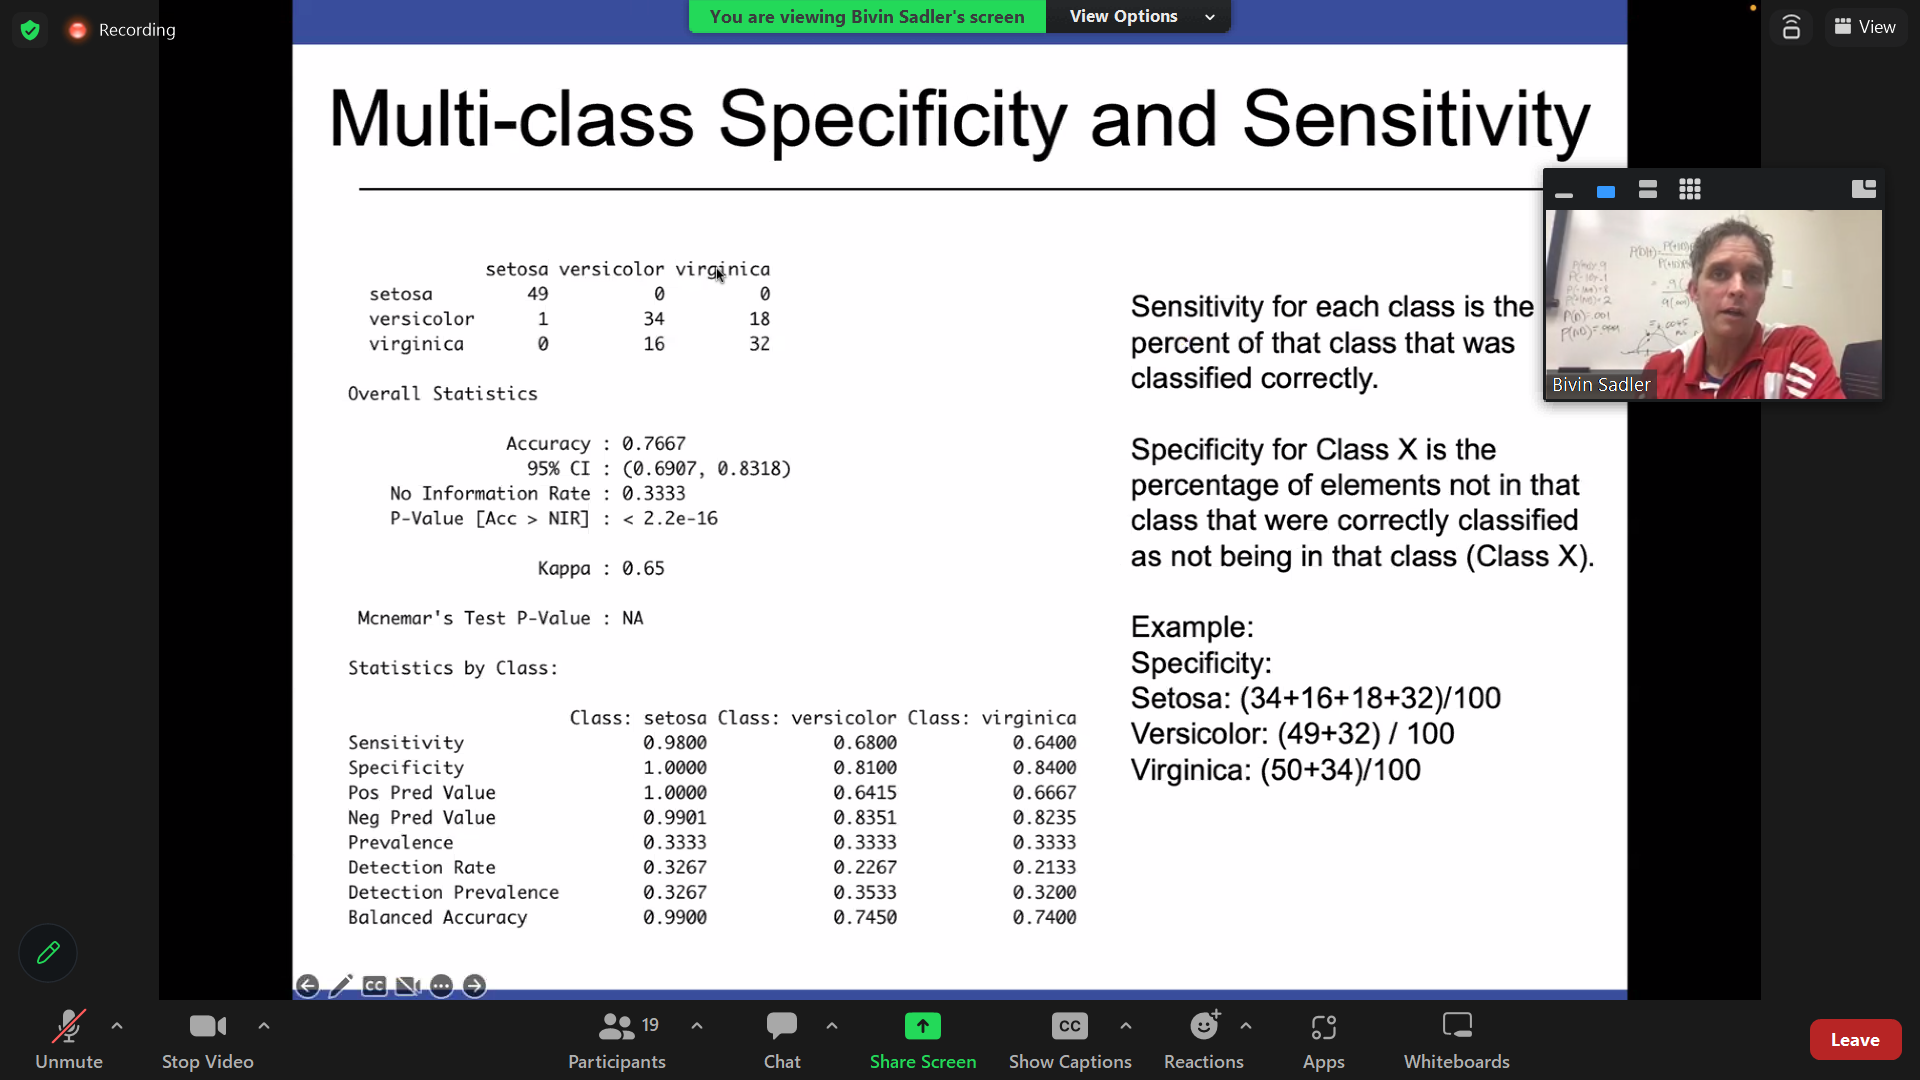 You are viewing Bivin Sadler's screen
View Options
Recording
View
Multi-class Specificity and Sensitivity
setosa versicolor virginica
setosa 49 0 0
versicolor 1 34 18
virginica 0 16 32
Overall Statistics
Accuracy : 0.7667
95% CI : (0.6907, 0.8318)
No Information Rate : 0.3333
P-Value [Acc > NIR] : < 2.2e-16
Kappa : 0.65
Mcnemar's Test P-Value : NA
Statistics by Class:
Class: setosa Class: versicolor Class: virginica
Sensitivity 0.9800 0.6800 0.6400
Specificity 1.0000 0.8100 0.8400
Pos Pred Value 1.0000 0.6415 0.6667
Neg Pred Value 0.9901 0.8351 0.8235
Prevalence 0.3333 0.3333 0.3333
Detection Rate 0.3267 0.2267 0.2133
Detection Prevalence 0.3267 0.3533 0.3200
Balanced Accuracy 0.9900 0.7450 0.7400
Sensitivity for each class is the
percent of that class that was
classified correctly.
Specificity for Class X is the
percentage of elements not in that
class that were correctly classified
as not being in that class (Class X).
Example:
Specificity:
Setosa: (34+16+18+32)/100
Versicolor: (49+32) / 100
Virginica: (50+34)/100
Bivin Sadler
CC
Unmute
Stop Video
19
Participants
Chat
Share Screen
CC
Show Captions
Reactions
Apps
Whiteboards
Leave